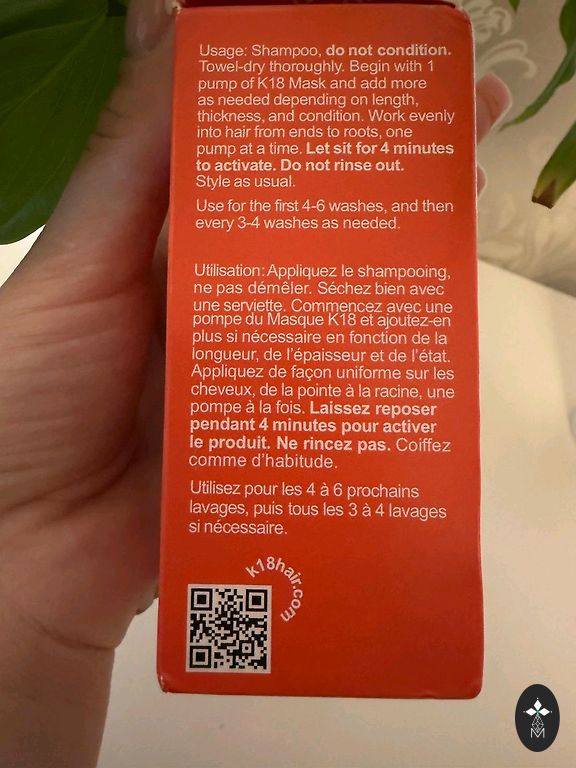 Usage: Shampoo, do not condition.
Towel-dry thoroughly. Begin with 1
pump of K18 Mask and add more
as needed depending on length,
thickness, and condition. Work evenly
into hair from ends to roots, one
pump at a time. Let sit for 4 minutes
to activate. Do not rinse out.
Style as usual.
Use for the first 4-6 washes, and then
every 3-4 washes as needed.
Utilisation: Appliquez le shampooing,
ne pas démêler. Séchez bien avec
une serviette. Commencez avec une
pompe du Masque K18 et ajoutez-en
plus si nécessaire en fonction de la
longueur, de l'épaisseur et de l'état.
Appliquez de façon uniforme sur les
cheveux, de la pointe à la racine, une
pompe à la fois. Laissez reposer
pendant 4 minutes pour activer
le produit. Ne rincez pas. Coiffez
comme d'habitude.
Utilisez pour les 4 à 6 prochains
lavages, puis tous les 3 à 4 lavages
si nécessaire.
k18hair.com
M